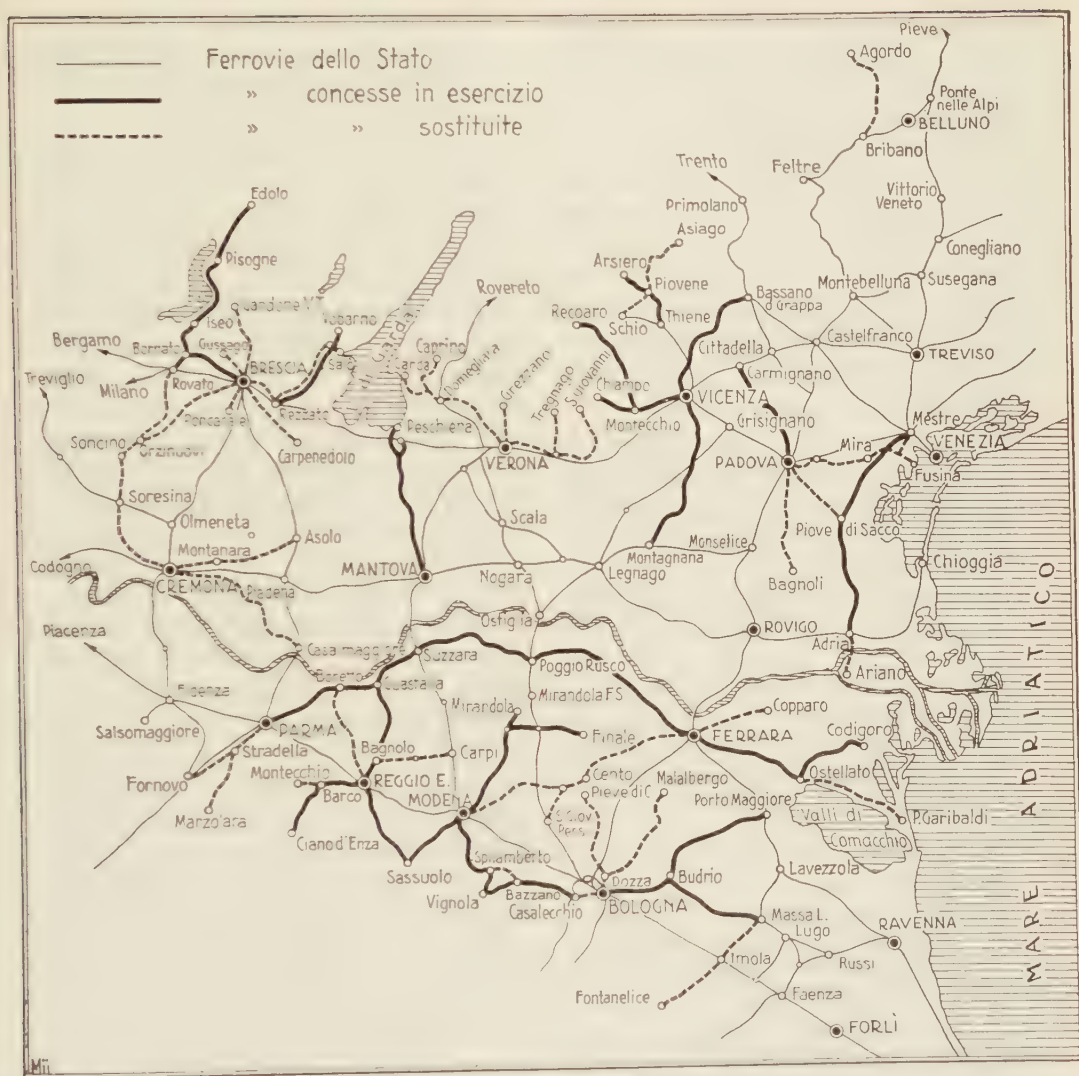 Ferrovie dello Stato
» concesse in esercizio
» » sostituite
Pieve
Agordo
Ponte
nelle Alpi
BELLUNO
Bribano
Feltre
Trento
Vittorio
Veneto
Primolano
Edolo
Asiago
Conegliano
Pisogne
Arsiero
Piovene
Montebelluna
Susegana
Rovereto
Bassano
d Grappa
Recoaro
Schio
Thiene
Iseo
Gussago
Bergamo
Caprino
Cittadella
Castelfranco
TREVISO
BRESCIA
Treviglio
Milano
Rovato
Grezzano
Tregnago
S giovanni
Chiampo
Carmignano
VICENZA
Rezzato
Peschiera
Montecchio
Grisignano
Mestre
VENEZIA
Soncino
Carpenedolo
VERONA
PADOVA
Mira
Fusina
Soresina
Olmeneta
Scala
Piove di Sacco
Montanara
Asolo
Monselice
Codogno
CREMONA
MANTOVA
Nogara
Legnago
Montagnana
Bagnoli
Chioggia
Piadena
Ostiglia
ROVIGO
Piacenza
Adria
Suzzara
Poggio Rusco
Ariano
Guastalla
Mirandola FS
Mirandola
Salsomaggiore
PARMA
Copparo
Codigoro
Stradella
Bagnolo
Carpi
Finale
FERRARA
Fornovo
Montecchio
REGGIO E.
Cento
Malalbergo
Ostellato
Barco
MODENA
Pieve di C.
Porto Maggiore
Marzolara
Valli di
Comacchio
P.Garibaldi
Ciano d'Enza
Sassuolo
Spilamberto
Lavezzola
Vignola
Bazzano
Budrio
Casalecchio
BOLOGNA
Massa L.
Lugo
RAVENNA
Imola
Russi
Fontanelice
Faenza
FORLÌ
MARE ADRIATICO